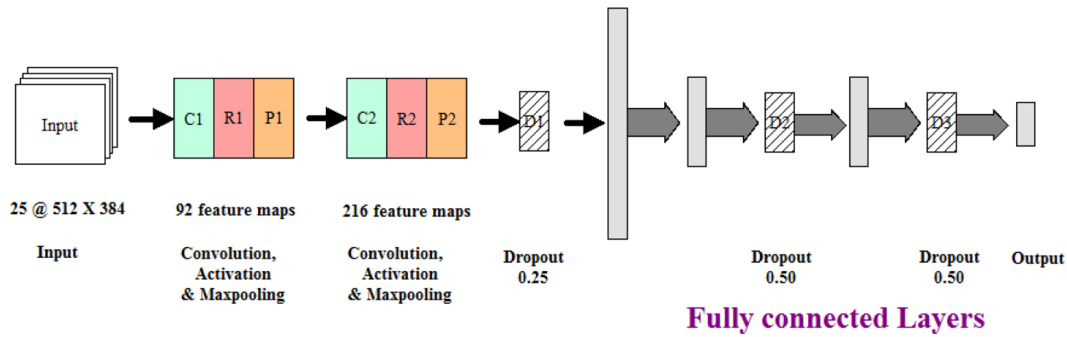 Input
C1 R1 P1
C2 R2 P2
D1
D2
D3
25 @ 512 X 384
92 feature maps
216 feature maps
Input
Convolution,
Activation
& Maxpooling
Convolution,
Activation
& Maxpooling
Dropout
0.25
Dropout
0.50
Dropout
0.50
Output
Fully connected Layers